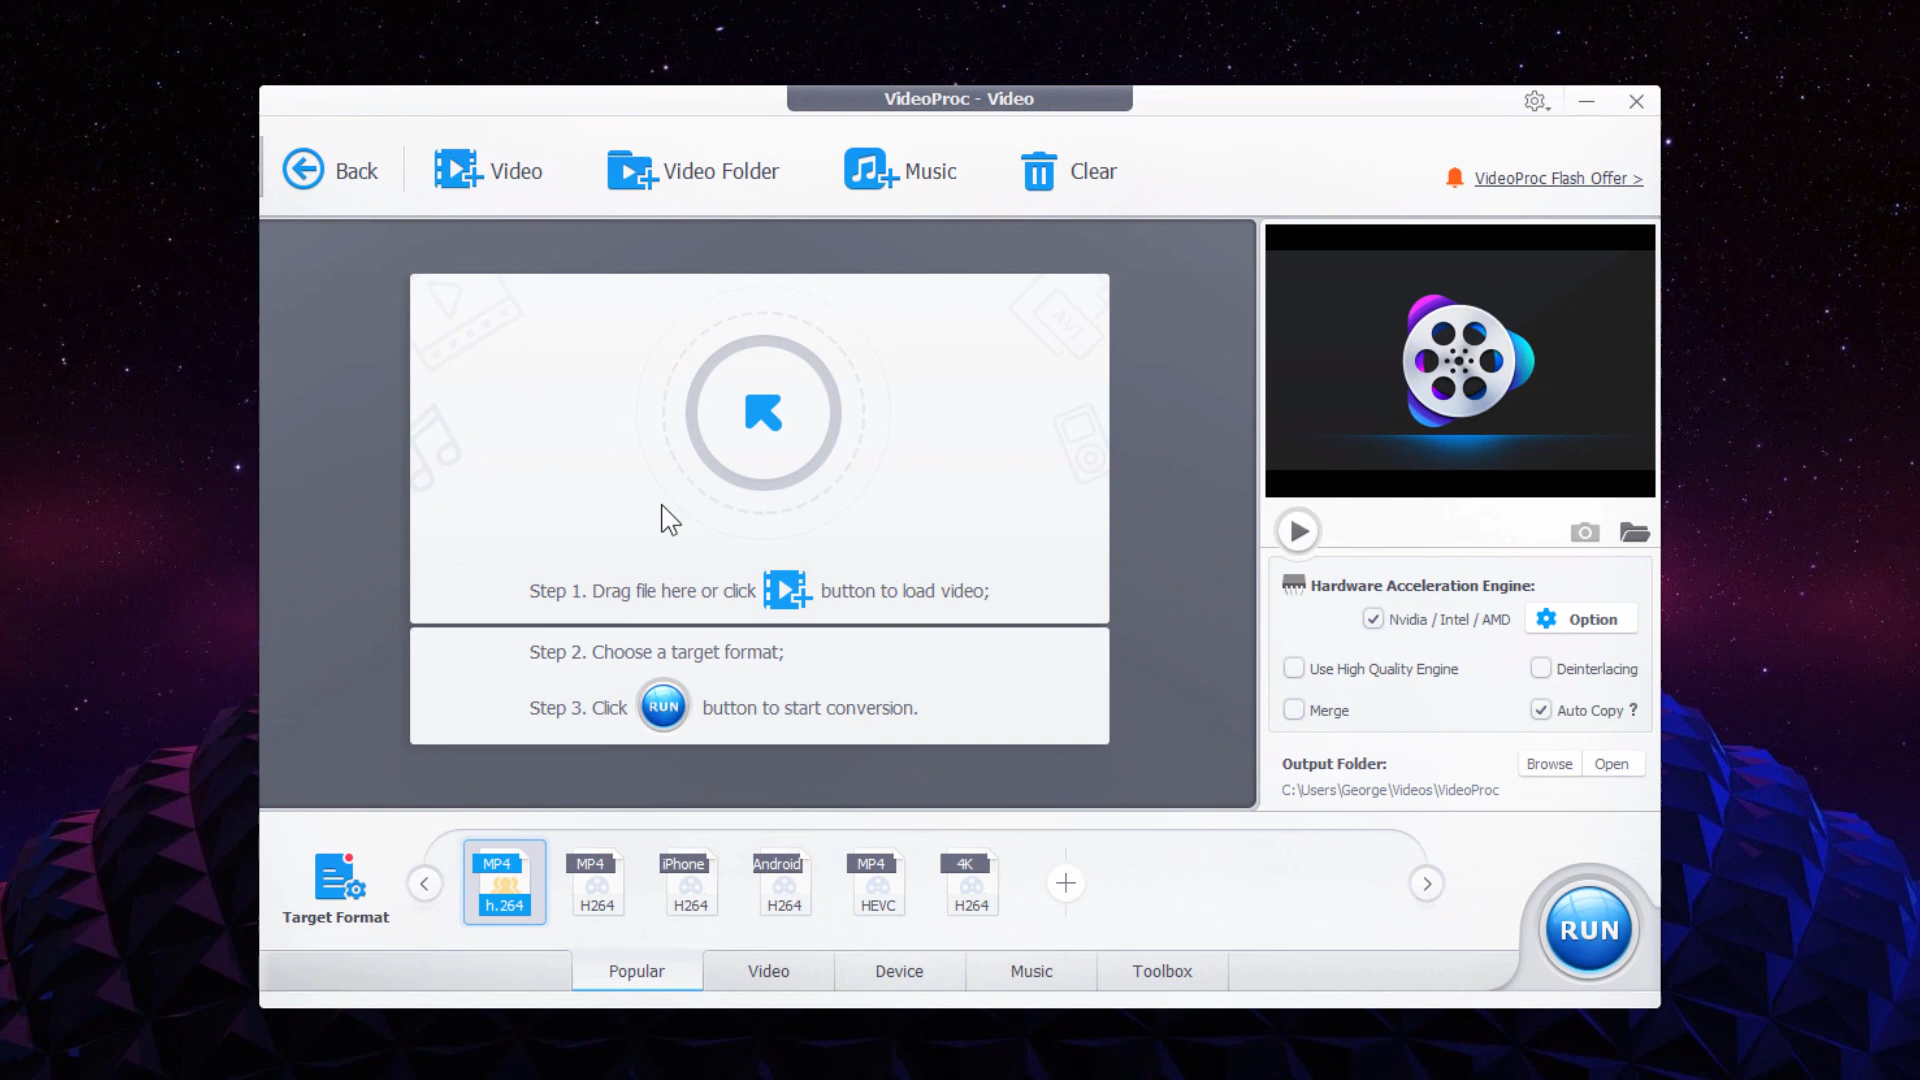 VideoProc - Video
Back
Video
Video Folder
Music
Clear
VideoProc Flash Offer >
AVI
Step 1. Drag file here or click button to load video;
Step 2. Choose a target format;
Step 3. Click RUN button to start conversion.
Hardware Acceleration Engine:
Nvidia / Intel / AMD
Option
Use High Quality Engine
Deinterlacing
Merge
Auto Copy ?
Output Folder:
Browse
Open
C:\Users\George\Videos\VideoProc
Target Format
MP4
h.264
MP4
H264
iPhone
H264
Android
H264
MP4
HEVC
4K
H264
RUN
Popular
Video
Device
Music
Toolbox